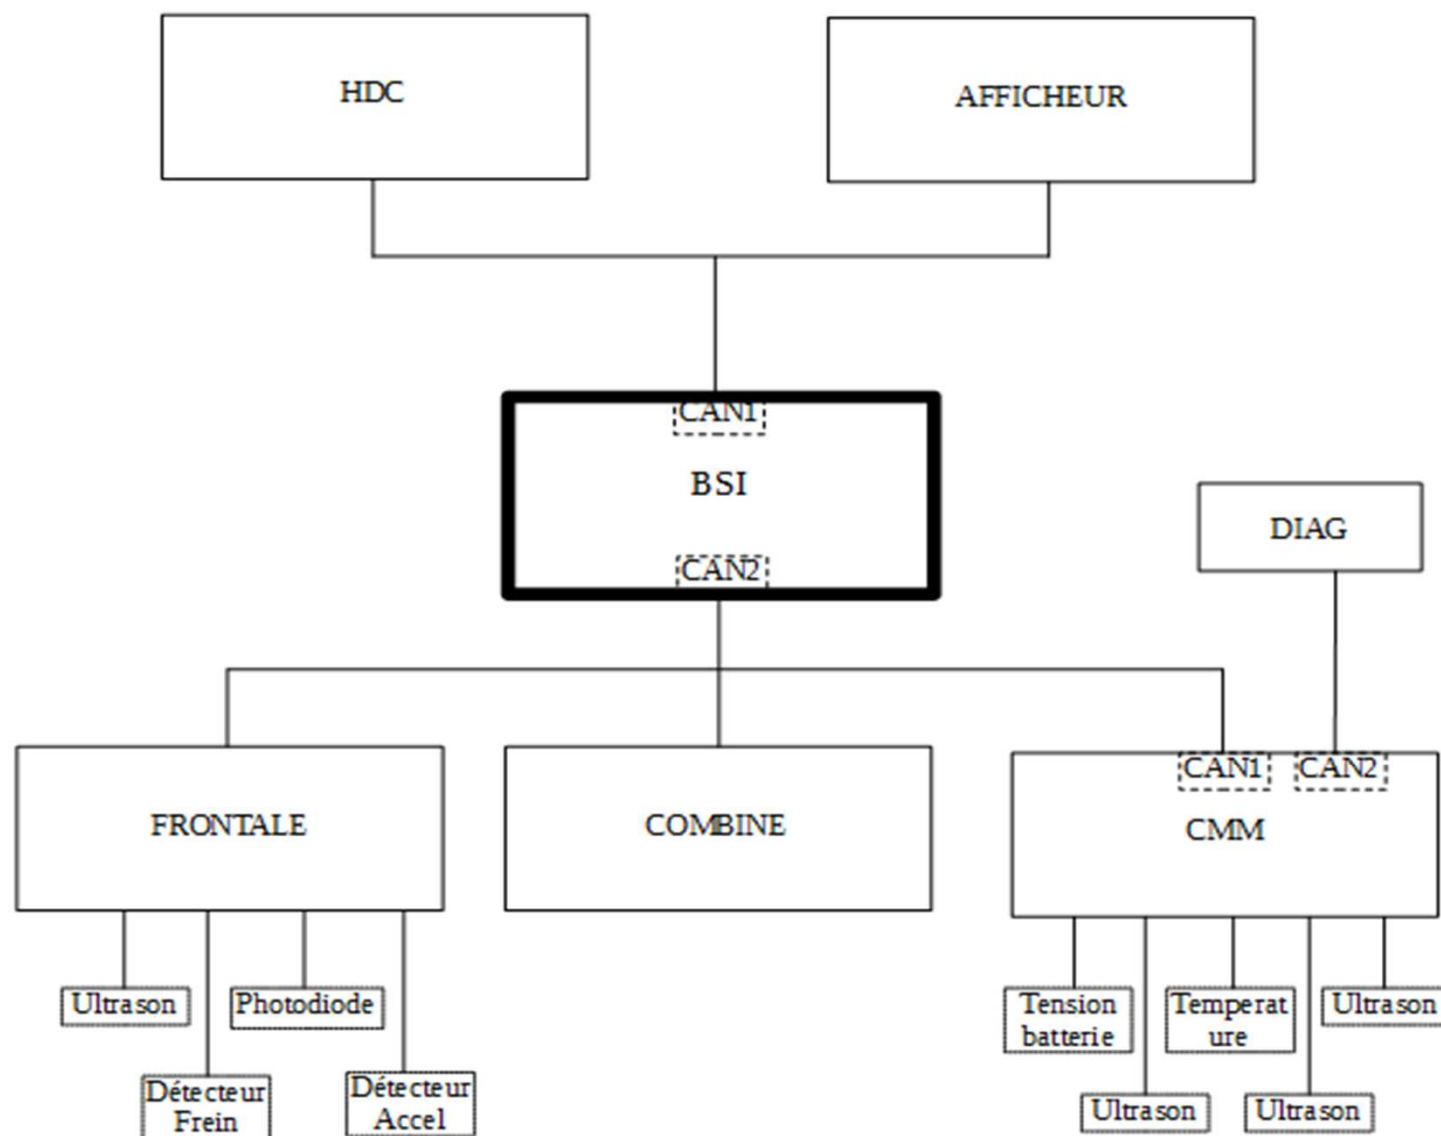 HDC
AFFICHEUR
CAN1
BSI
CAN2
DIAG
CAN1
CAN2
FRONTALE
COMBINE
CMM
Ultrason
Photodiode
Tension
batterie
Temperat
ure
Ultrason
Détecteur
Frein
Détecteur
Accel
Ultrason
Ultrason